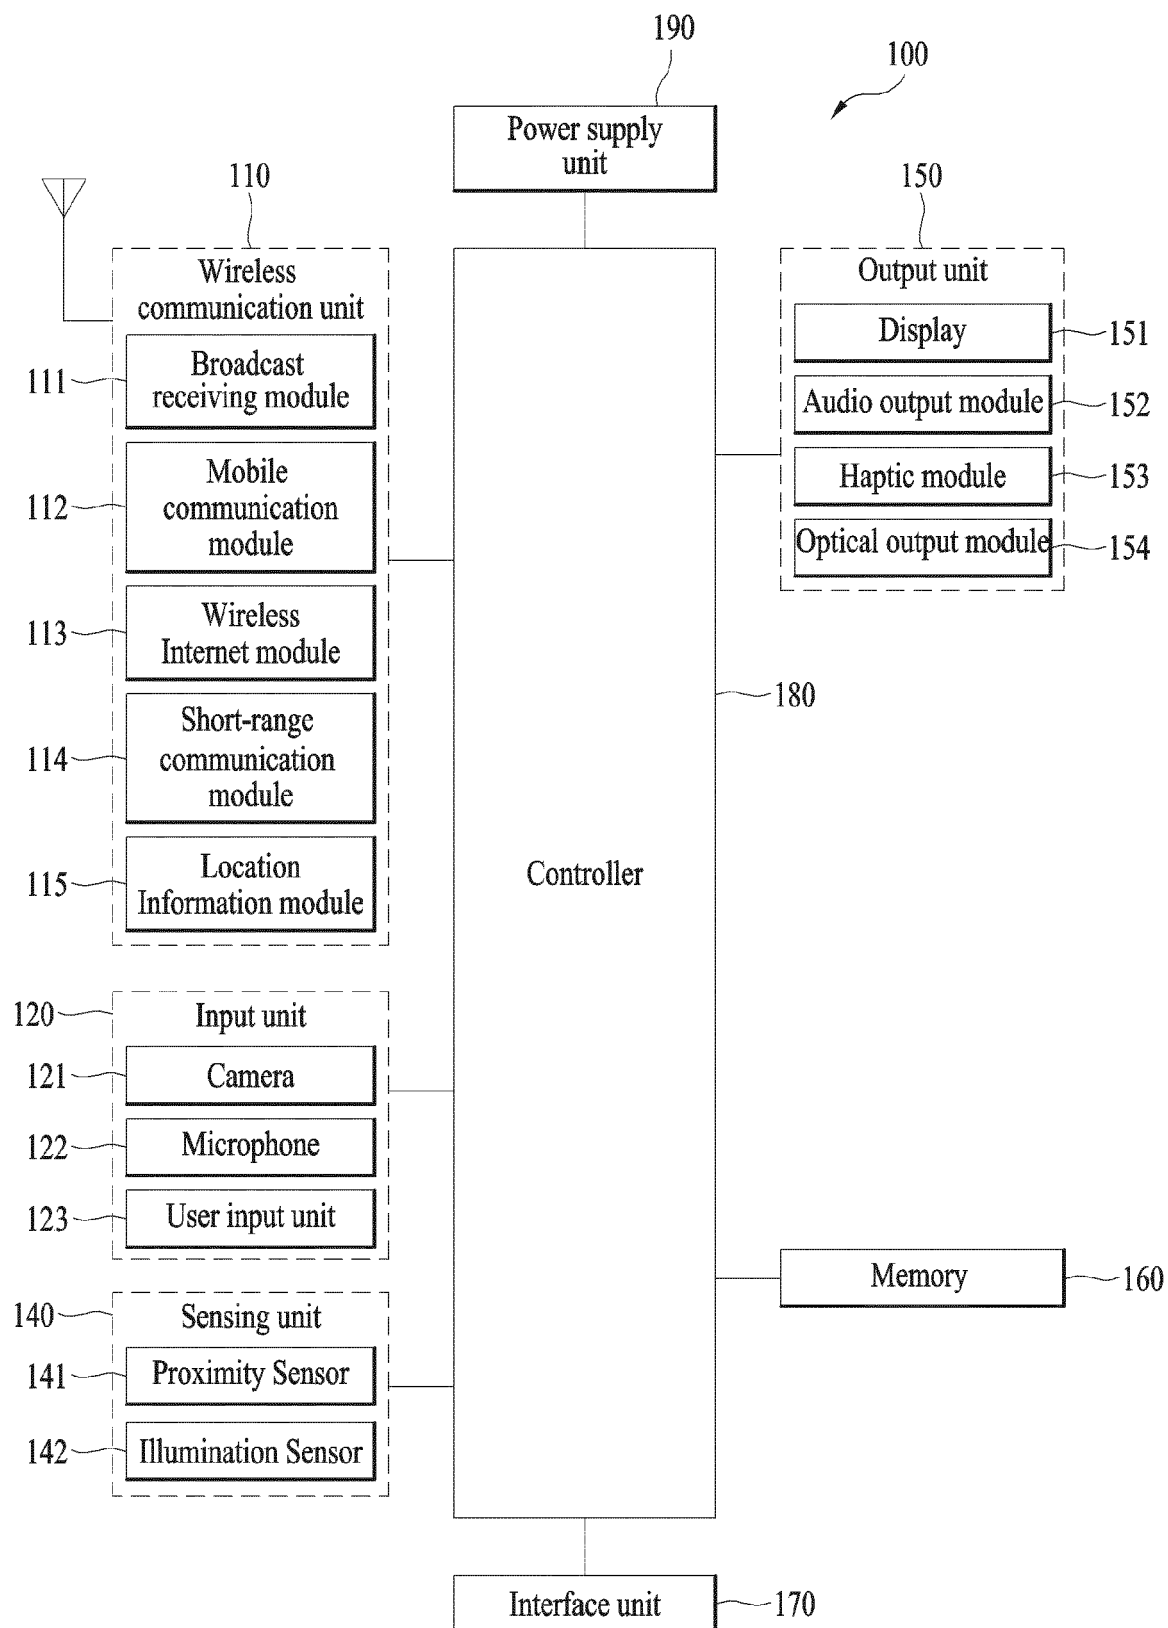 190
100
Power supply
unit
110
150
Wireless
communication unit
Output unit
111
Broadcast
receiving module
Display
151
Audio output module
152
112
Mobile
communication
module
Haptic module
153
Optical output module
154
113
Wireless
Internet module
180
114
Short-range
communication
module
115
Location
Information module
Controller
120
Input unit
121
Camera
122
Microphone
123
User input unit
Memory
160
140
Sensing unit
141
Proximity Sensor
142
Illumination Sensor
Interface unit
170